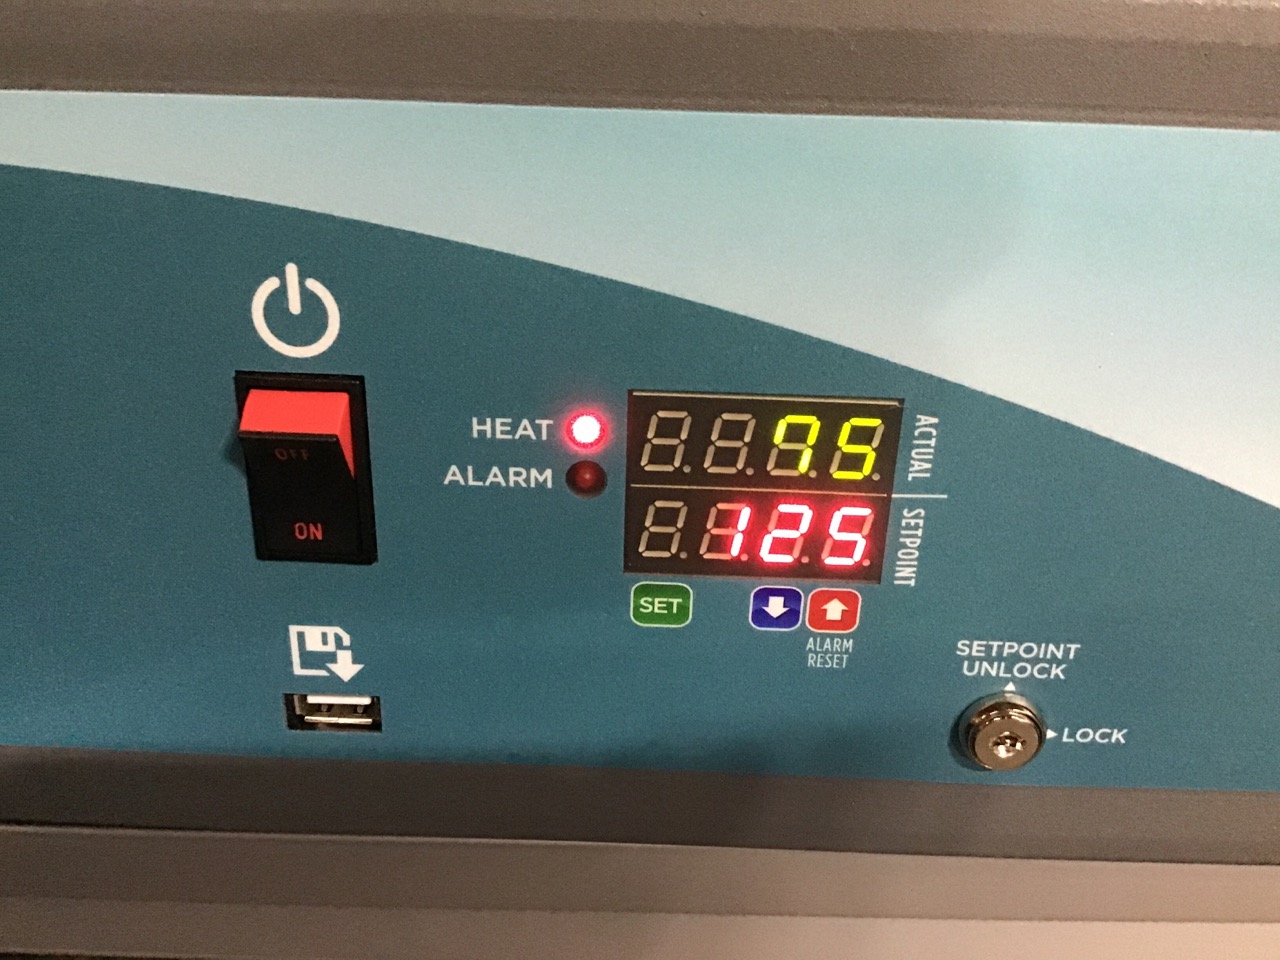 OFF
ON
HEAT
ALARM
75
125
ACTUAL
SETPOINT
SET
ALARM
RESET
SETPOINT
UNLOCK
LOCK